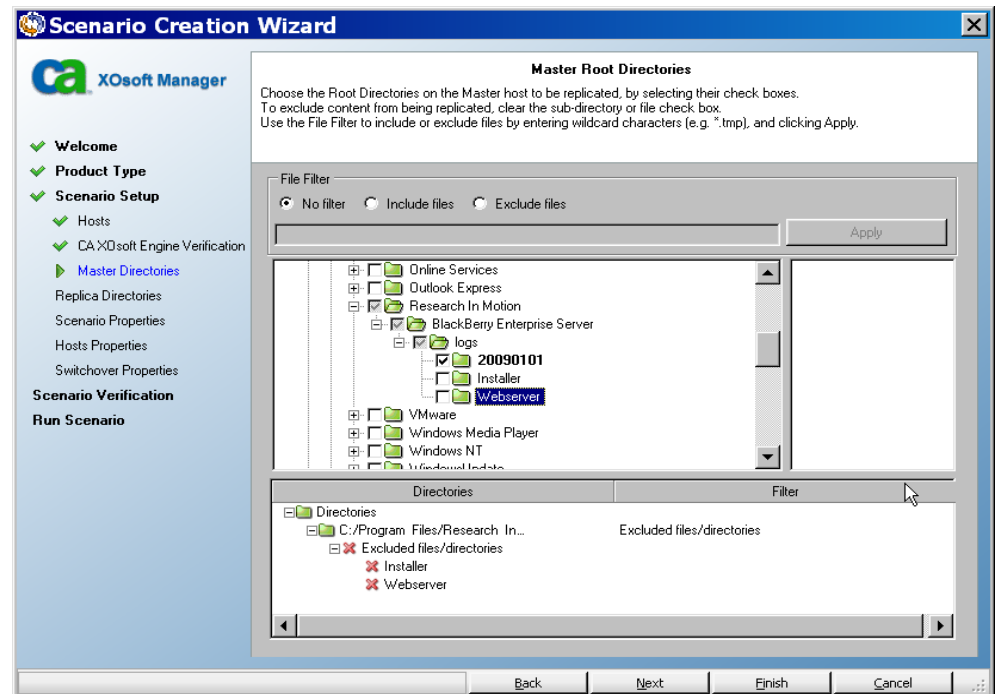 Scenario Creation Wizard
ca XOsoft Manager
Master Root Directories
Choose the Root Directories on the Master host to be replicated, by selecting their check boxes.
To exclude content from being replicated, clear the sub-directory or file check box.
Use the File Filter to include or exclude files by entering wildcard characters (e.g. *.tmp), and clicking Apply.
Welcome
Product Type
Scenario Setup
Hosts
CA XOsoft Engine Verification
Master Directories
Replica Directories
Scenario Properties
Hosts Properties
Switchover Properties
Scenario Verification
Run Scenario
File Filter
No filter Include files Exclude files
Apply
Online Services
Outlook Express
Research In Motion
BlackBerry Enterprise Server
logs
20090101
Installer
Webserver
VMware
Windows Media Player
Windows NT
WindowsUpdate
Directories Filter
Directories
C:/Program Files/Research In... Excluded files/directories
Excluded files/directories
Installer
Webserver
Back Next Finish Cancel